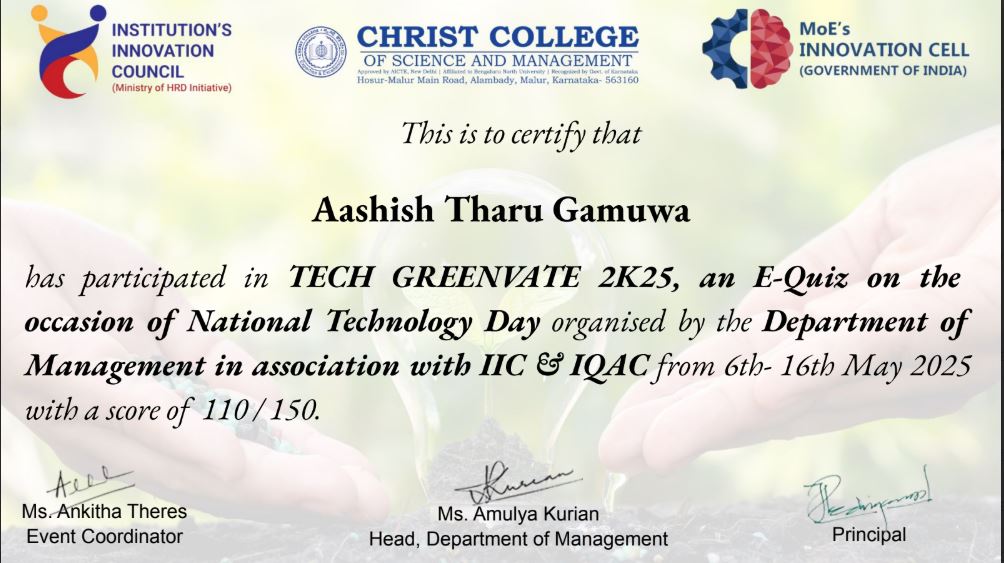 INSTITUTION'S
INNOVATION
COUNCIL
(Ministry of HRD Initiative)
CHRIST COLLEGE
OF SCIENCE AND MANAGEMENT
Approved by AICTE, New Delhi | Affiliated to Bengaluru North University | Recognized by Govt. of Karnataka
Hosur-Malur Main Road, Alambady, Malur, Karnataka- 563160
MoE's
INNOVATION CELL
(GOVERNMENT OF INDIA)
This is to certify that
Aashish Tharu Gamuwa
has participated in TECH GREENVATE 2K25, an E-Quiz on the
occasion of National Technology Day organised by the Department of
Management in association with IIC & IQAC from 6th- 16th May 2025
with a score of 110 / 150.
Ms. Ankitha Theres
Event Coordinator
Kurian
Ms. Amulya Kurian
Head, Department of Management
Principal